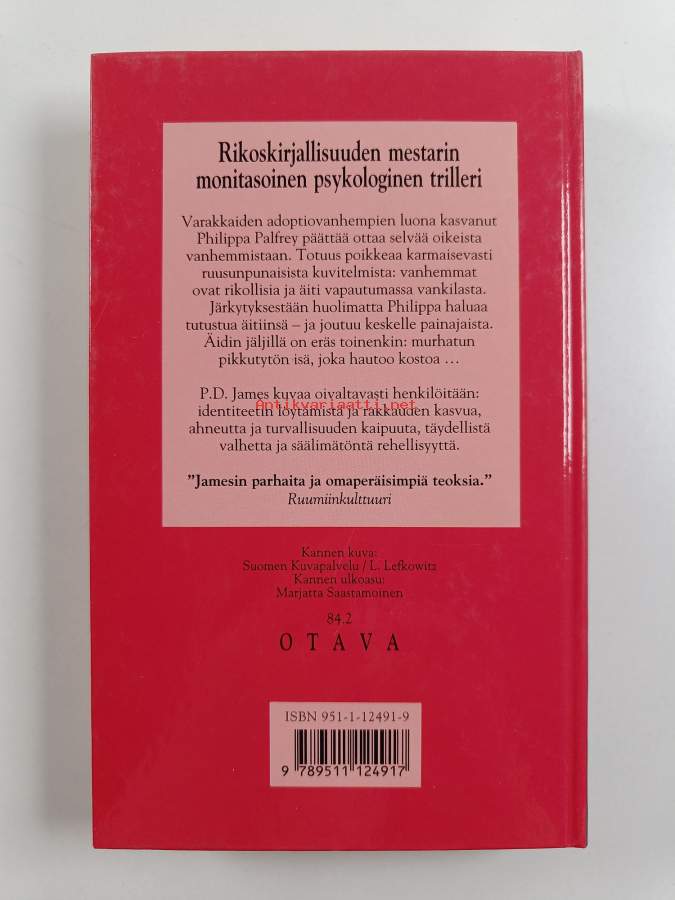 Rikoskirjallisuuden mestarin
monitasoinen psykologinen trilleri
Varakkaiden adoptiovanhempien luona kasvanut
Philippa Palfrey päättää ottaa selvää oikeista
vanhemmistaan. Totuus poikkeaa karmaisevasti
ruusunpunaisista kuvitelmista: vanhemmat
ovat rikollisia ja äiti vapautumassa vankilasta.
Järkytyksestään huolimatta Philippa haluaa
tutustua äitiinsä – ja joutuu keskelle painajaista.
Äidin jäljillä on eräs toinenkin: murhatun
pikkutytön isä, joka hautoo kostoa ...
P.D. James kuvaa oivaltavasti henkilöitään:
Antikvariaatti.net
identiteetin löytämistä ja rakkauden kasvua,
ahneutta ja turvallisuuden kaipuuta, täydellistä
valhetta ja säälimätöntä rehellisyyttä.
"Jamesin parhaita ja omaperäisimpiä teoksia."
Ruumiinkulttuuri
Kannen kuva:
Suomen Kuvapalvelu / L. Lefkowitz
Kannen ulkoasu:
Marjatta Saastamoinen
84.2
OTAVA
ISBN 951-1-12491-9
9 789511 124917